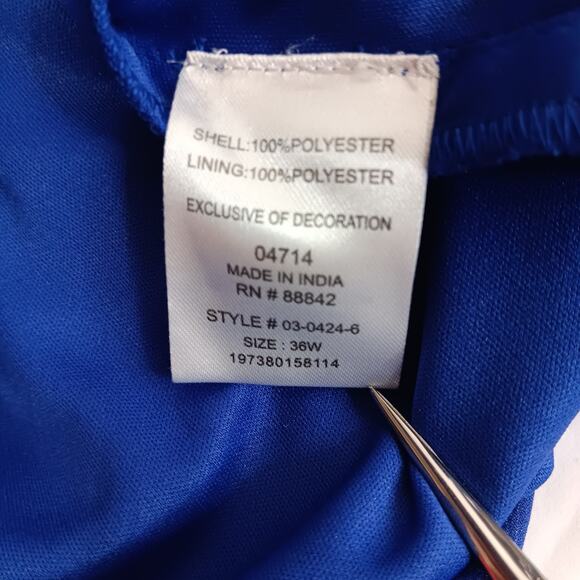 SHELL:100%POLYESTER
LINING:100%POLYESTER
EXCLUSIVE OF DECORATION
04714
MADE IN INDIA
RN # 88842
STYLE # 03-0424-6
SIZE : 36W
197380158114